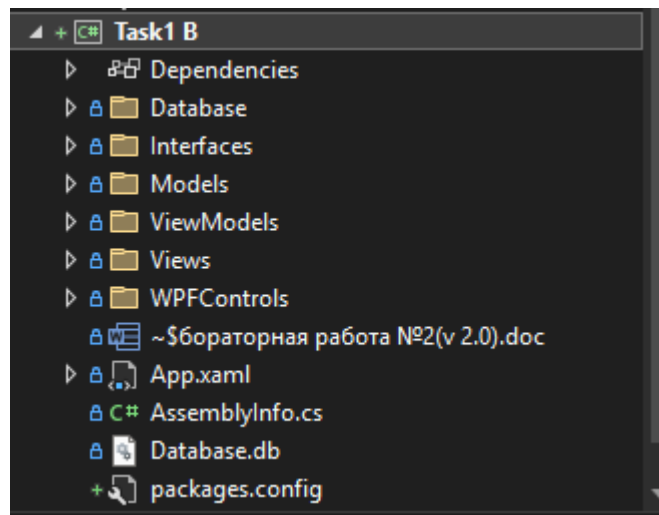 Task1 B
Dependencies
Database
Interfaces
Models
ViewModels
Views
WPFControls
~$бораторная работа №2(v 2.0).doc
App.xaml
AssemblyInfo.cs
Database.db
packages.config